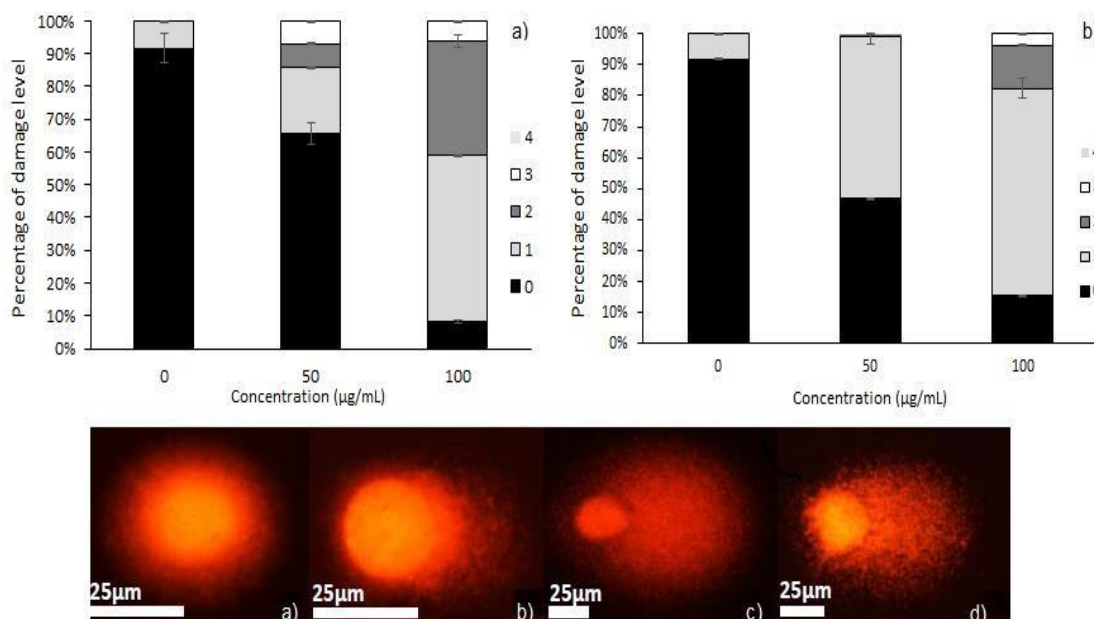 a)
Percentage of damage level
100%
90%
80%
70%
60%
50%
40%
30%
20%
10%
0%
0
50
100
Concentration (µg/mL)
4
3
2
1
0
b
Percentage of damage level
100%
90%
80%
70%
60%
50%
40%
30%
20%
10%
0%
0
50
100
Concentration (µg/mL)
25µm
a)
25µm
b)
25µm
c)
25µm
d)